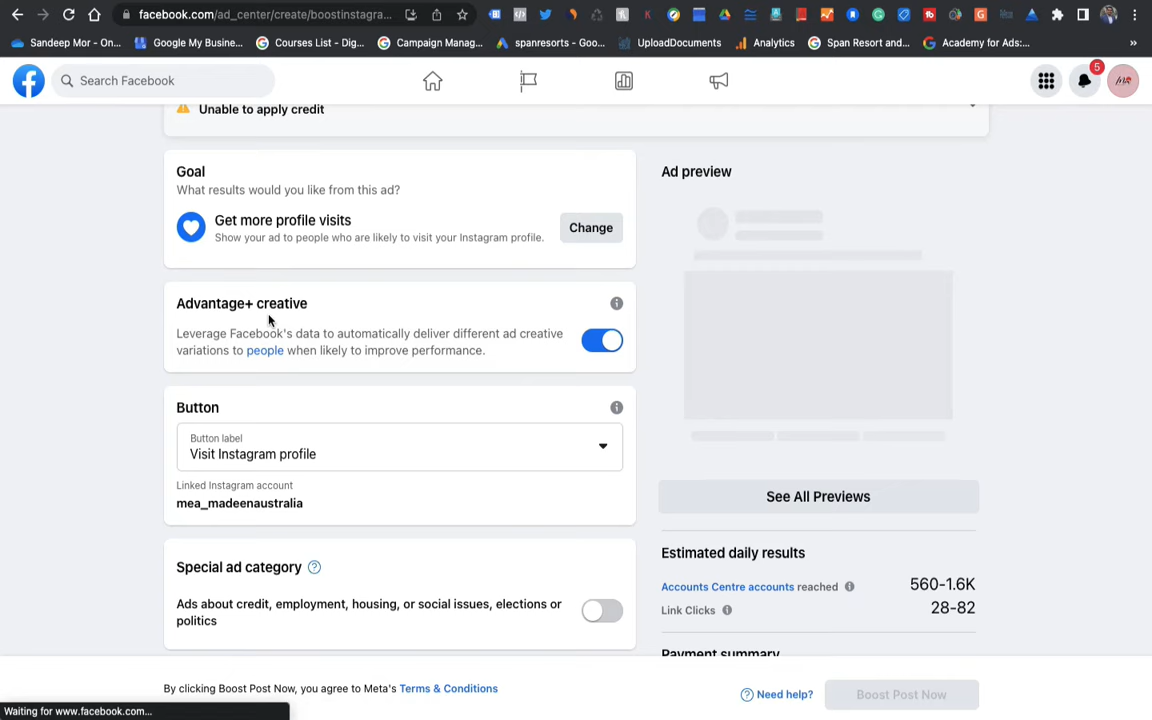 facebook.com/ad_center/create/boostinstagra...
Sandeep Mor - On...
Google My Busine...
Courses List - Dig...
Campaign Manag...
spanresorts - Goo...
UploadDocuments
Analytics
Span Resort and...
Academy for Ads:...
»
Search Facebook
5
Unable to apply credit
Goal
What results would you like from this ad?
Get more profile visits
Show your ad to people who are likely to visit your Instagram profile.
Change
Ad preview
Advantage+ creative
Leverage Facebook's data to automatically deliver different ad creative
variations to people when likely to improve performance.
Button
Button label
Visit Instagram profile
Linked Instagram account
mea_madeenaustralia
See All Previews
Special ad category
Ads about credit, employment, housing, or social issues, elections or
politics
Estimated daily results
Accounts Centre accounts reached 560-1.6K
Link Clicks 28-82
Payment summary
By clicking Boost Post Now, you agree to Meta's Terms & Conditions
Need help?
Boost Post Now
Waiting for www.facebook.com...